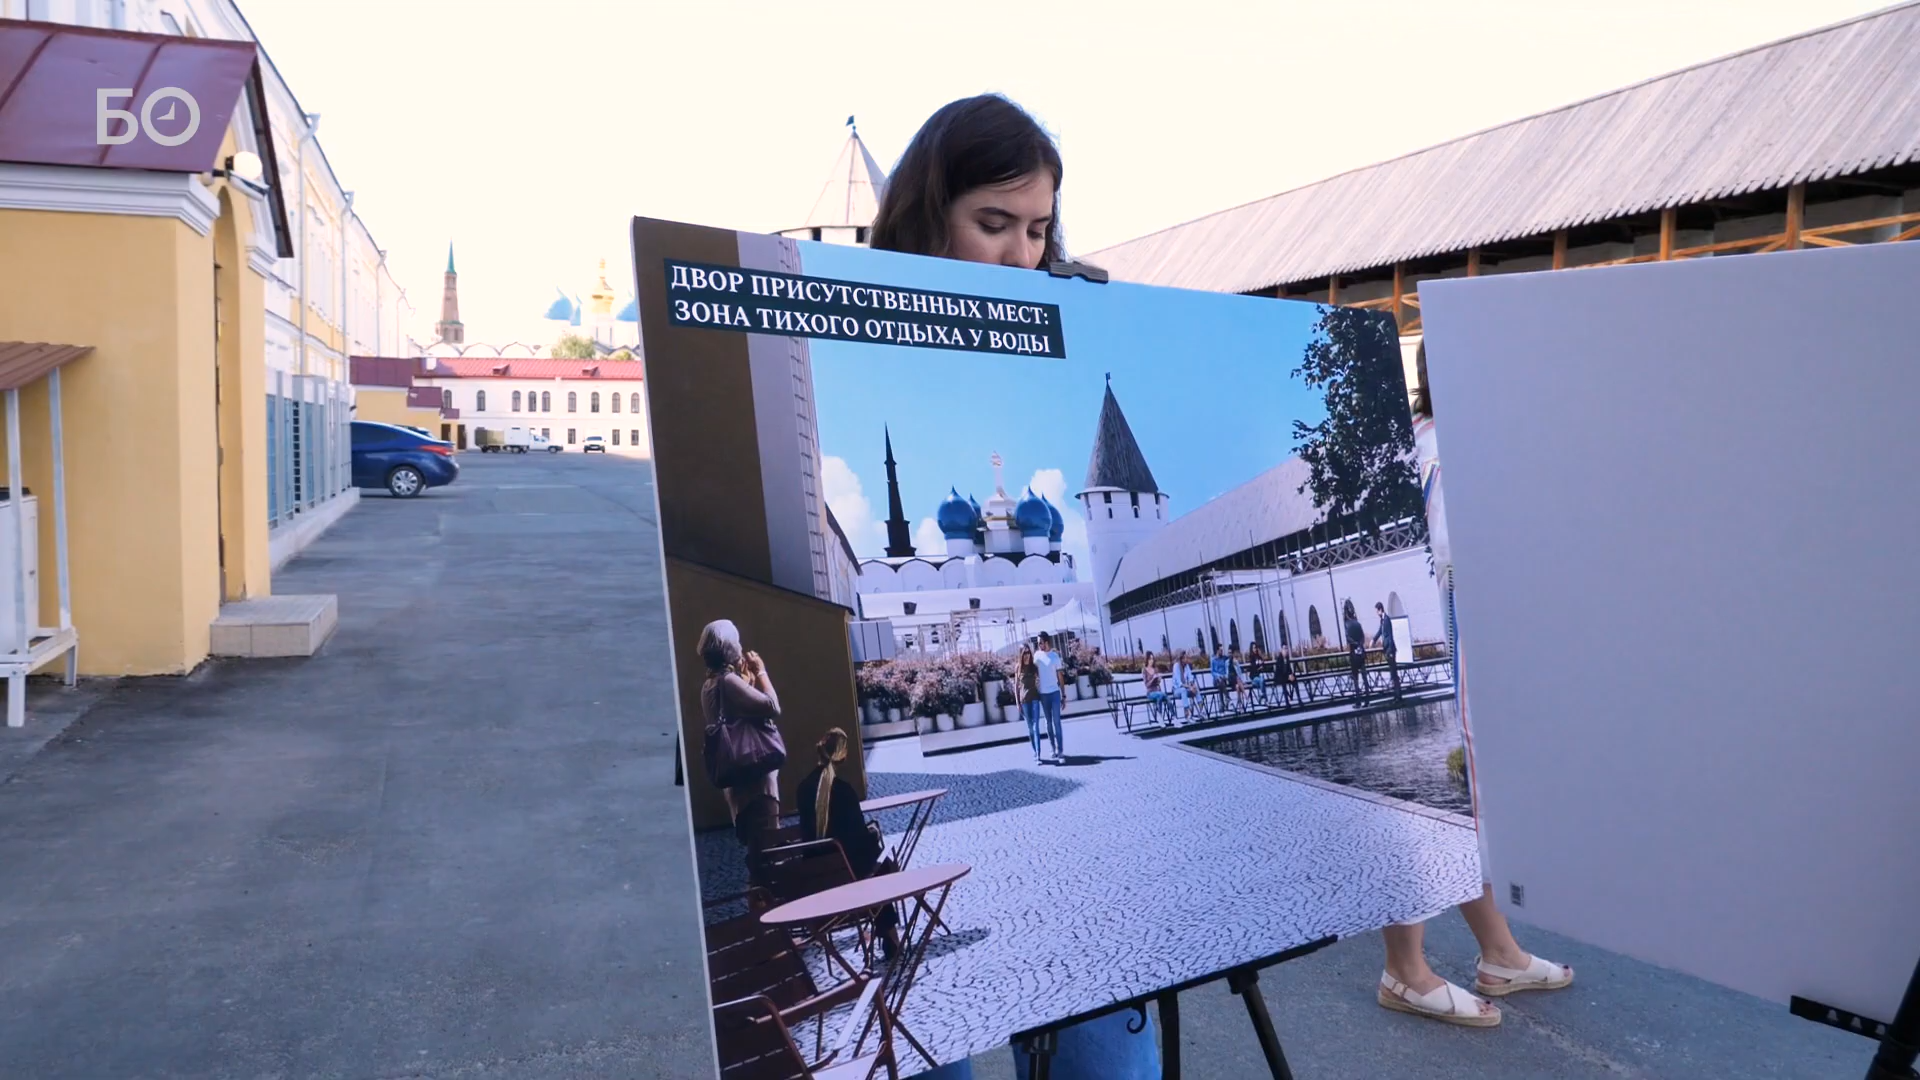 БО
ДВОР ПРИСУТСТВЕННЫХ МЕСТ:
ЗОНА ТИХОГО ОТДЫХА У ВОДЫ